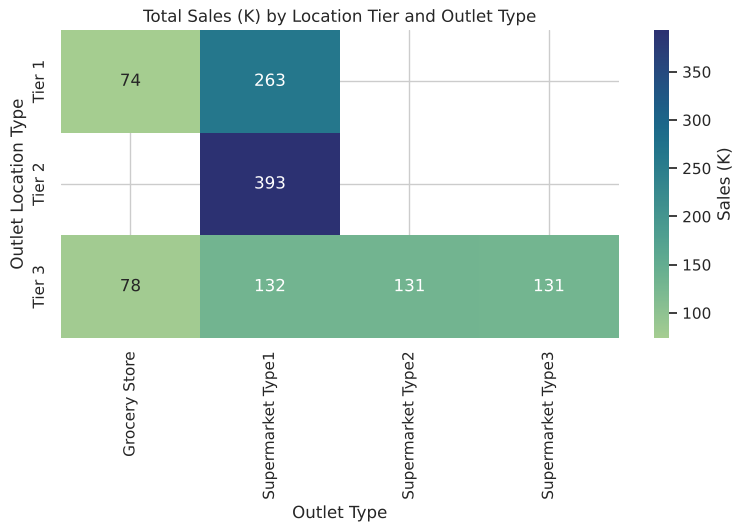 Total Sales (K) by Location Tier and Outlet Type
Outlet Location Type
Tier 1
74
263
Tier 2
393
Tier 3
78
132
131
131
Grocery Store
Supermarket Type1
Supermarket Type2
Supermarket Type3
Outlet Type
350
300
250
200
150
100
Sales (K)